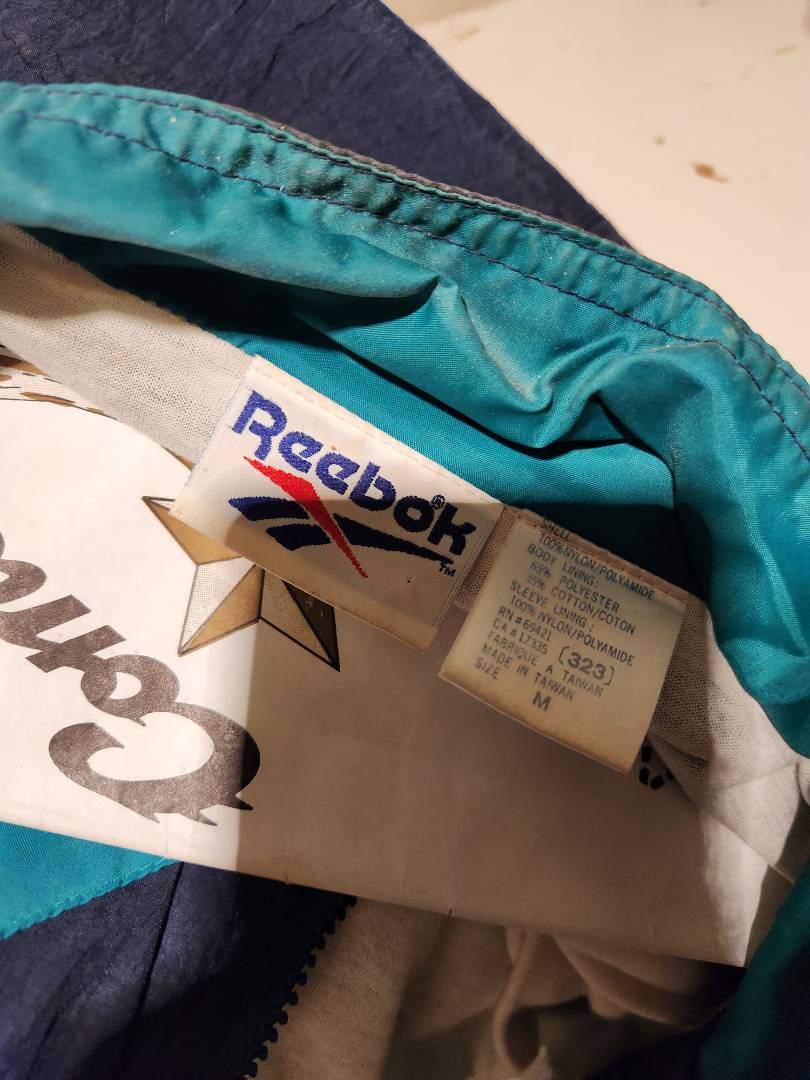 Reebok®
TM
SHELL
100%NYLON/POLYAMIDE
BODY LINING:
65% POLYESTER
35% COTTON/COTON
SLEEVE LINING:
100% NYLON/POLYAMIDE
RN#69421
CA#17335 [323]
FABRIQUE A TAIWAN
MADE IN TAIWAN
SIZE
M